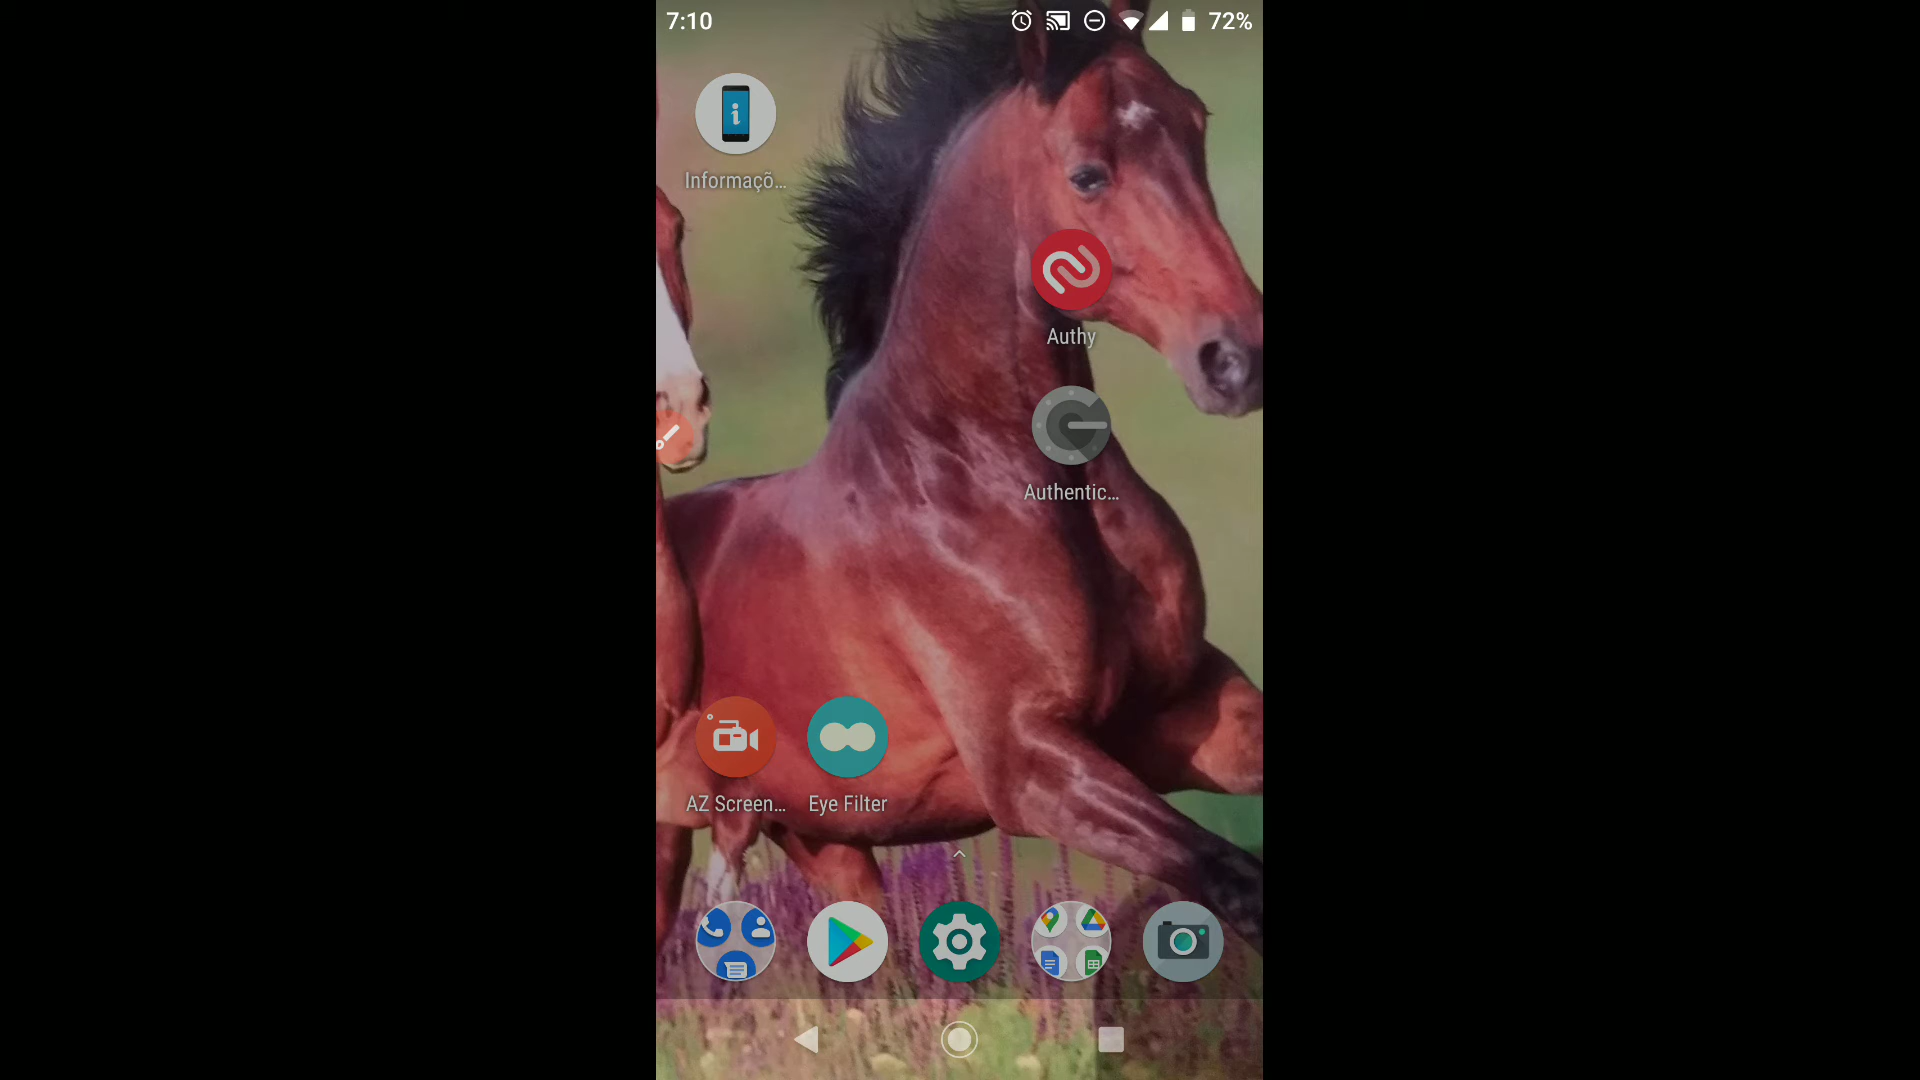 7:10
72%
Informaçõ...
Authy
Authentic...
AZ Screen...
Eye Filter